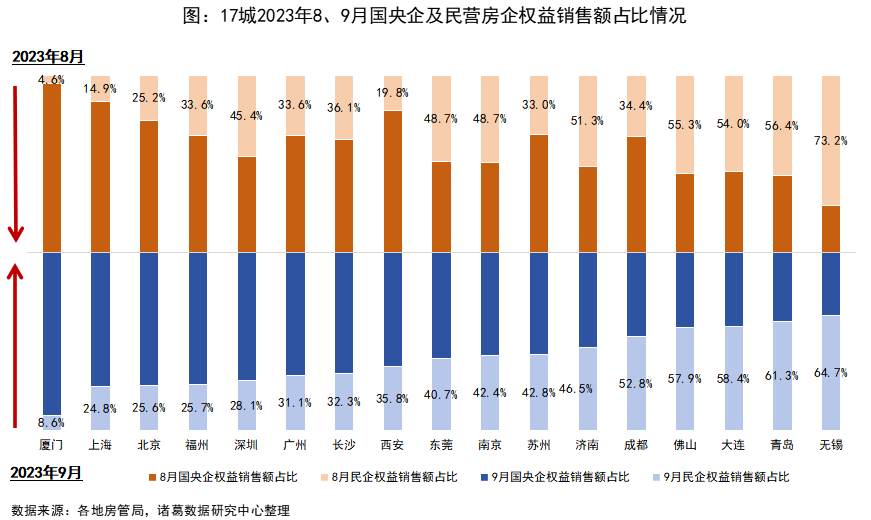 图：17城2023年8、9月国央企及民营房企权益销售额占比情况
2023年8月
4.6% 14.9% 25.2% 33.6% 45.4% 33.6% 36.1% 19.8% 48.7% 48.7% 33.0% 51.3% 34.4% 55.3% 54.0% 56.4% 73.2%
8.6% 24.8% 25.6% 25.7% 28.1% 31.1% 32.3% 35.8% 40.7% 42.4% 42.8% 46.5% 52.8% 57.9% 58.4% 61.3% 64.7%
厦门 上海 北京 福州 深圳 广州 长沙 西安 东莞 南京 苏州 济南 成都 佛山 大连 青岛 无锡
2023年9月
8月国央企权益销售额占比 8月民企权益销售额占比 9月国央企权益销售额占比 9月民企权益销售额占比
数据来源：各地房管局，诸葛数据研究中心整理